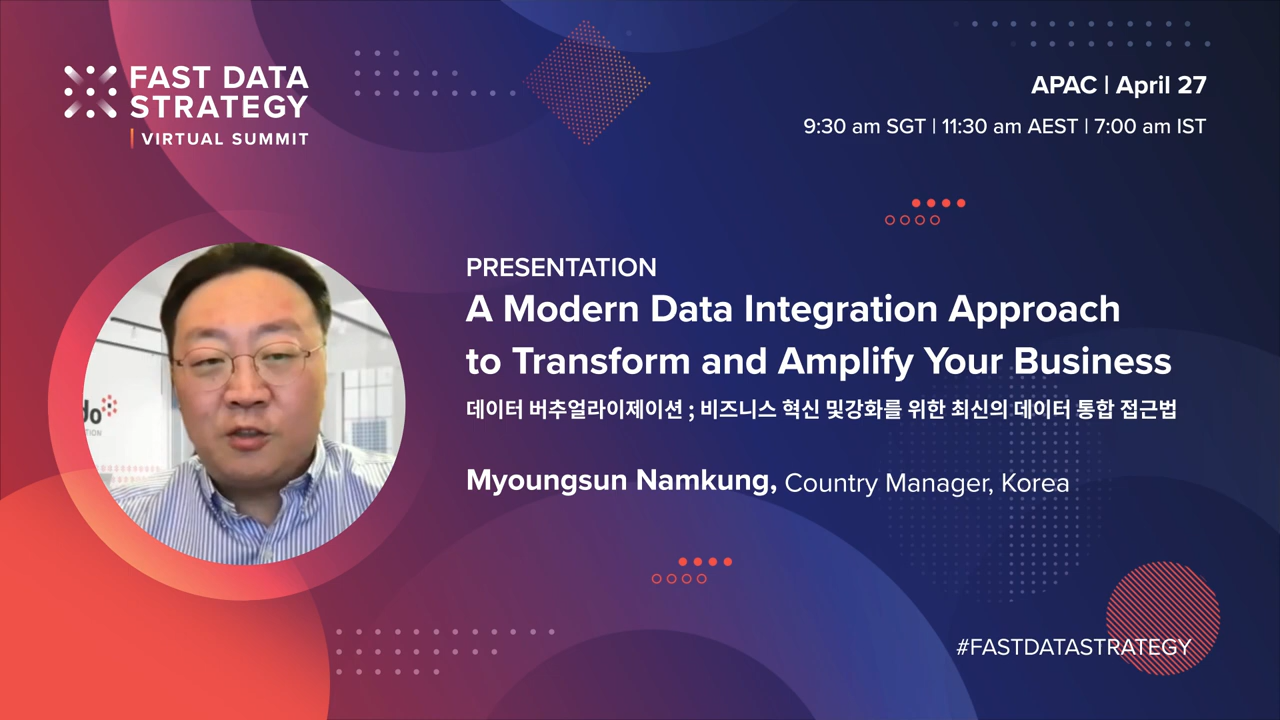 FAST DATA
STRATEGY
VIRTUAL SUMMIT
APAC | April 27
9:30 am SGT | 11:30 am AEST | 7:00 am IST
PRESENTATION
A Modern Data Integration Approach
to Transform and Amplify Your Business
데이터 버추얼라이제이션 ; 비즈니스 혁신 및강화를 위한 최신의 데이터 통합 접근법
do
TION
Myoungsun Namkung, Country Manager, Korea
#FASTDATASTRATEGY